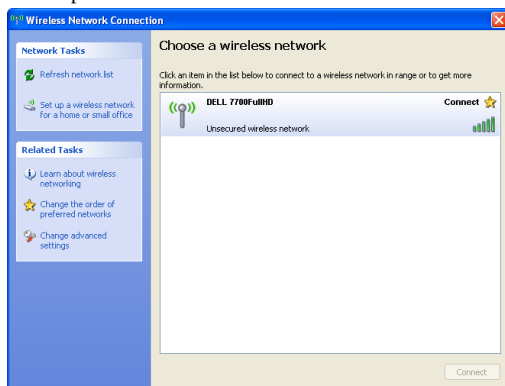 Wireless Network Connection
Network Tasks
Refresh network list
Set up a wireless network
for a home or small office
Related Tasks
Learn about wireless
networking
Change the order of
preferred networks
Change advanced
settings
Choose a wireless network
Click an item in the list below to connect to a wireless network in range or to get more
information.
DELL 7700FullHD
Connect
Unsecured wireless network
Connect